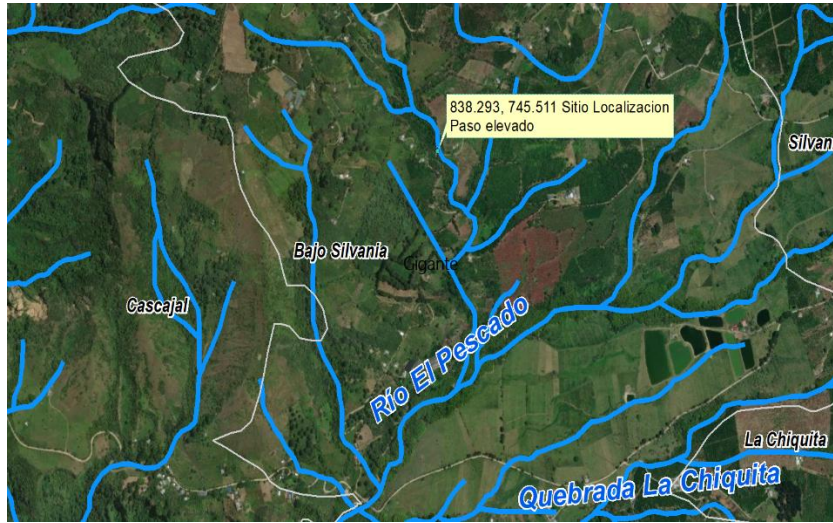 838.293, 745.511 Sitio Localizacion
Paso elevado
Silvan
Bajo Silvania
Gigante
Cascajal
Río El Pescado
La Chiquita
Quebrada La Chiquita